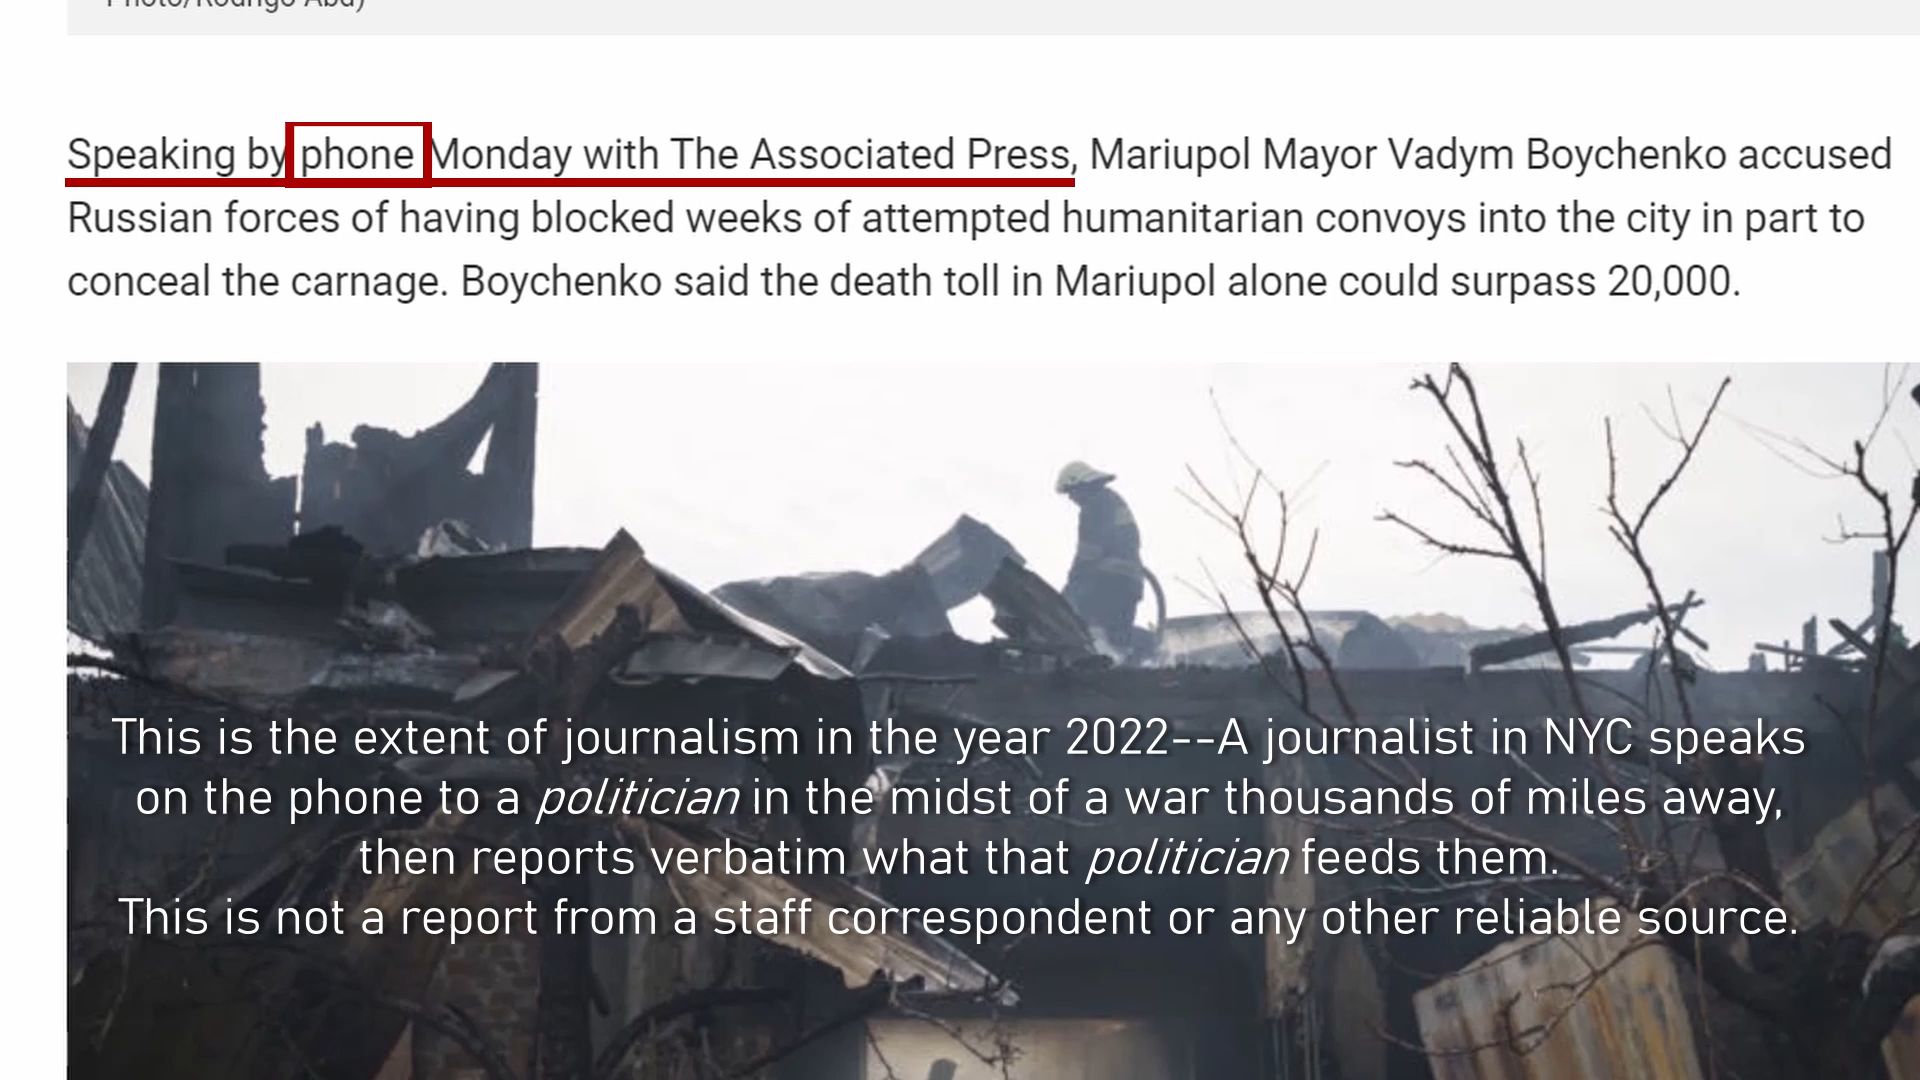 Photo/Rodrigo Abd)
Speaking by phone Monday with The Associated Press, Mariupol Mayor Vadym Boychenko accused
Russian forces of having blocked weeks of attempted humanitarian convoys into the city in part to
conceal the carnage. Boychenko said the death toll in Mariupol alone could surpass 20,000.
This is the extent of journalism in the year 2022--A journalist in NYC speaks
on the phone to a politician in the midst of a war thousands of miles away,
then reports verbatim what that politician feeds them.
This is not a report from a staff correspondent or any other reliable source.